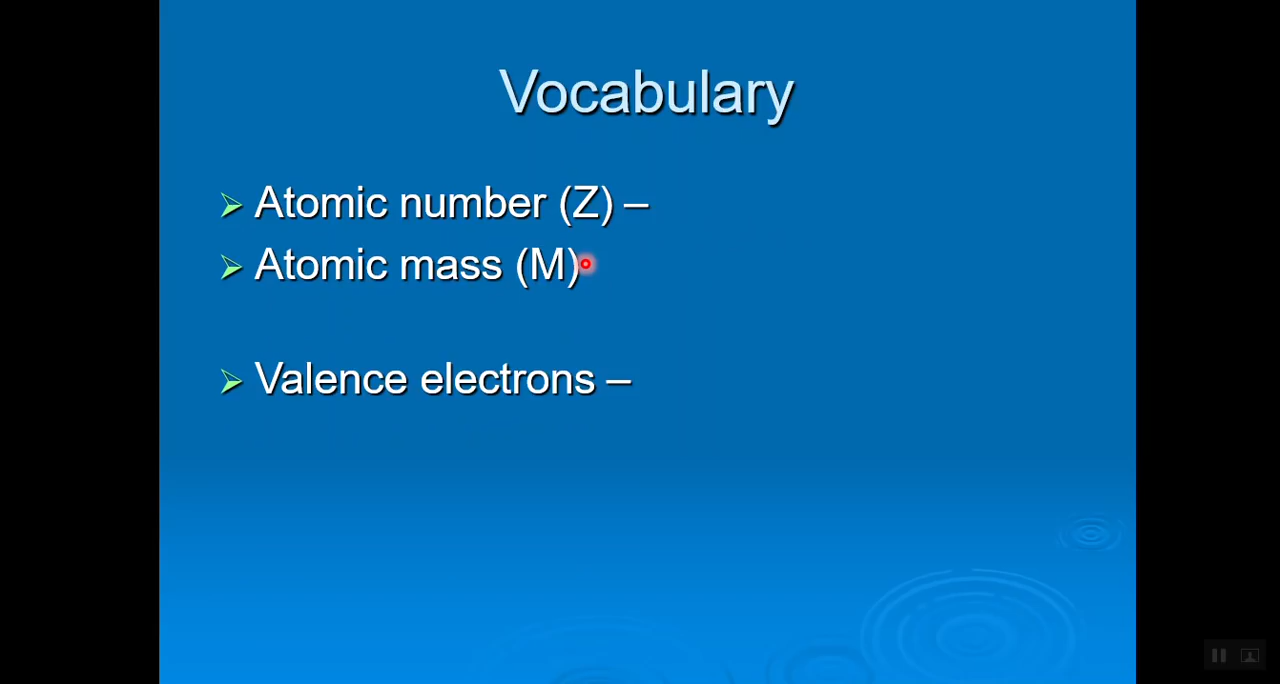 Vocabulary
Atomic number (Z) –
Atomic mass (M)
Valence electrons –